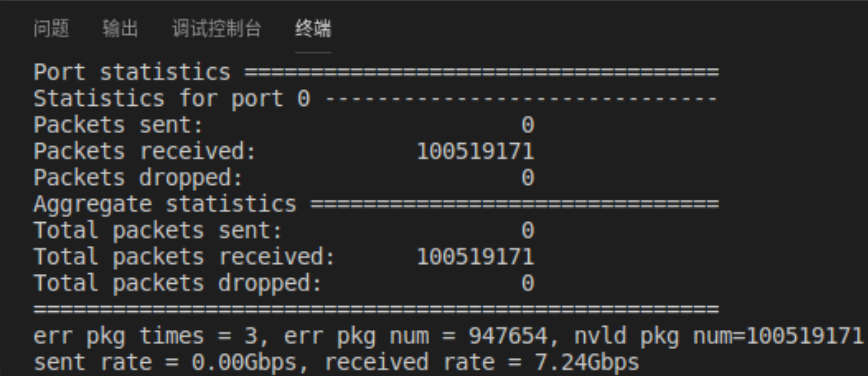 问题 输出 调试控制台 终端
Port statistics ====================================
Statistics for port 0 ------------------------------
Packets sent: 0
Packets received: 100519171
Packets dropped: 0
Aggregate statistics ===============================
Total packets sent: 0
Total packets received: 100519171
Total packets dropped: 0
====================================================
err pkg times = 3, err pkg num = 947654, nvld pkg num=100519171
sent rate = 0.00Gbps, received rate = 7.24Gbps